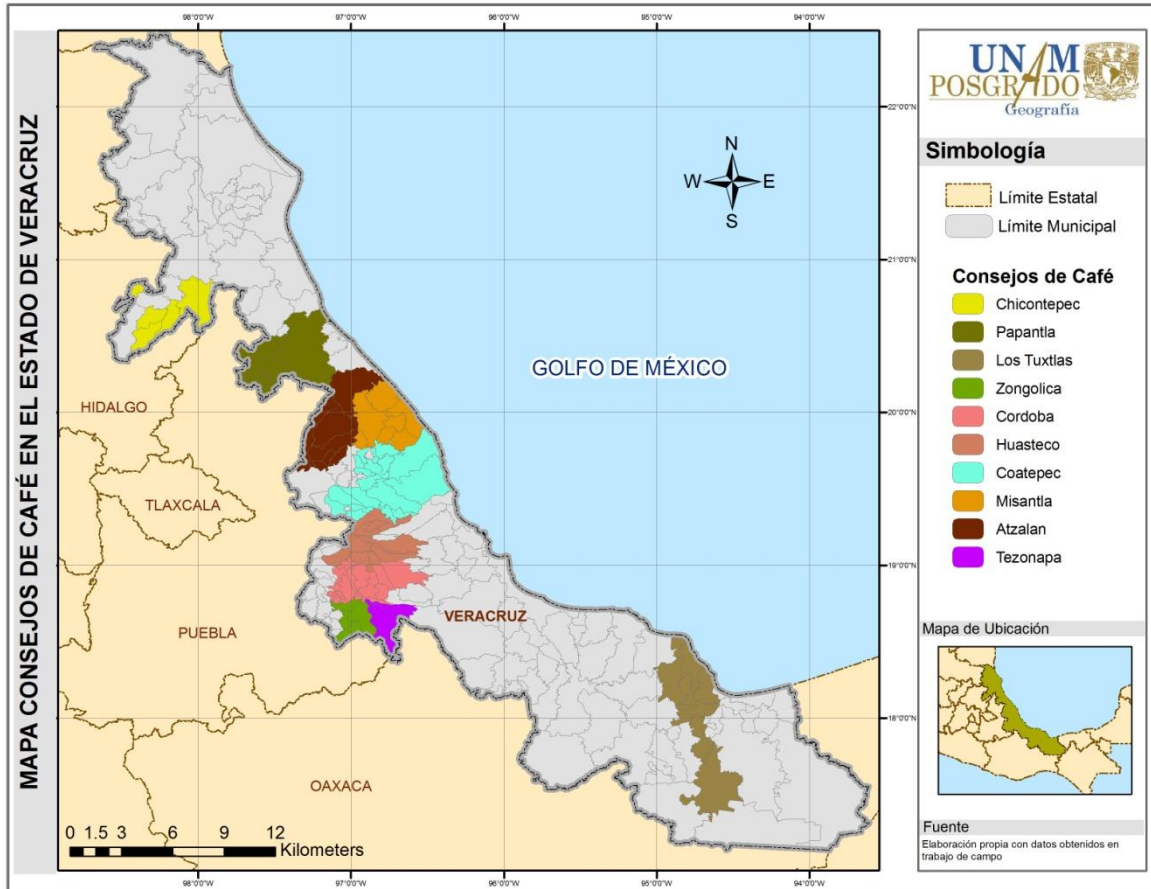 MAPA CONSEJOS DE CAFÉ EN EL ESTADO DE VERACRUZ
98°0'0"W
97°0'0"W
96°0'0"W
95°0'0"W
94°0'0"W
22°0'0"N
21°0'0"N
20°0'0"N
19°0'0"N
18°0'0"N
N
W
E
S
GOLFO DE MÉXICO
HIDALGO
TLAXCALA
PUEBLA
VERACRUZ
OAXACA
0 1.5 3 6 9 12
Kilometers
98°0'0"W
97°0'0"W
96°0'0"W
95°0'0"W
94°0'0"W
UNAM
POSGRADO
Geografía
Simbología
Límite Estatal
Límite Municipal
Consejos de Café
Chicontepec
Papantla
Los Tuxtlas
Zongolica
Cordoba
Huasteco
Coatepec
Misantla
Atzalan
Tezonapa
Mapa de Ubicación
Fuente
Elaboración propia con datos obtenidos en
trabajo de campo